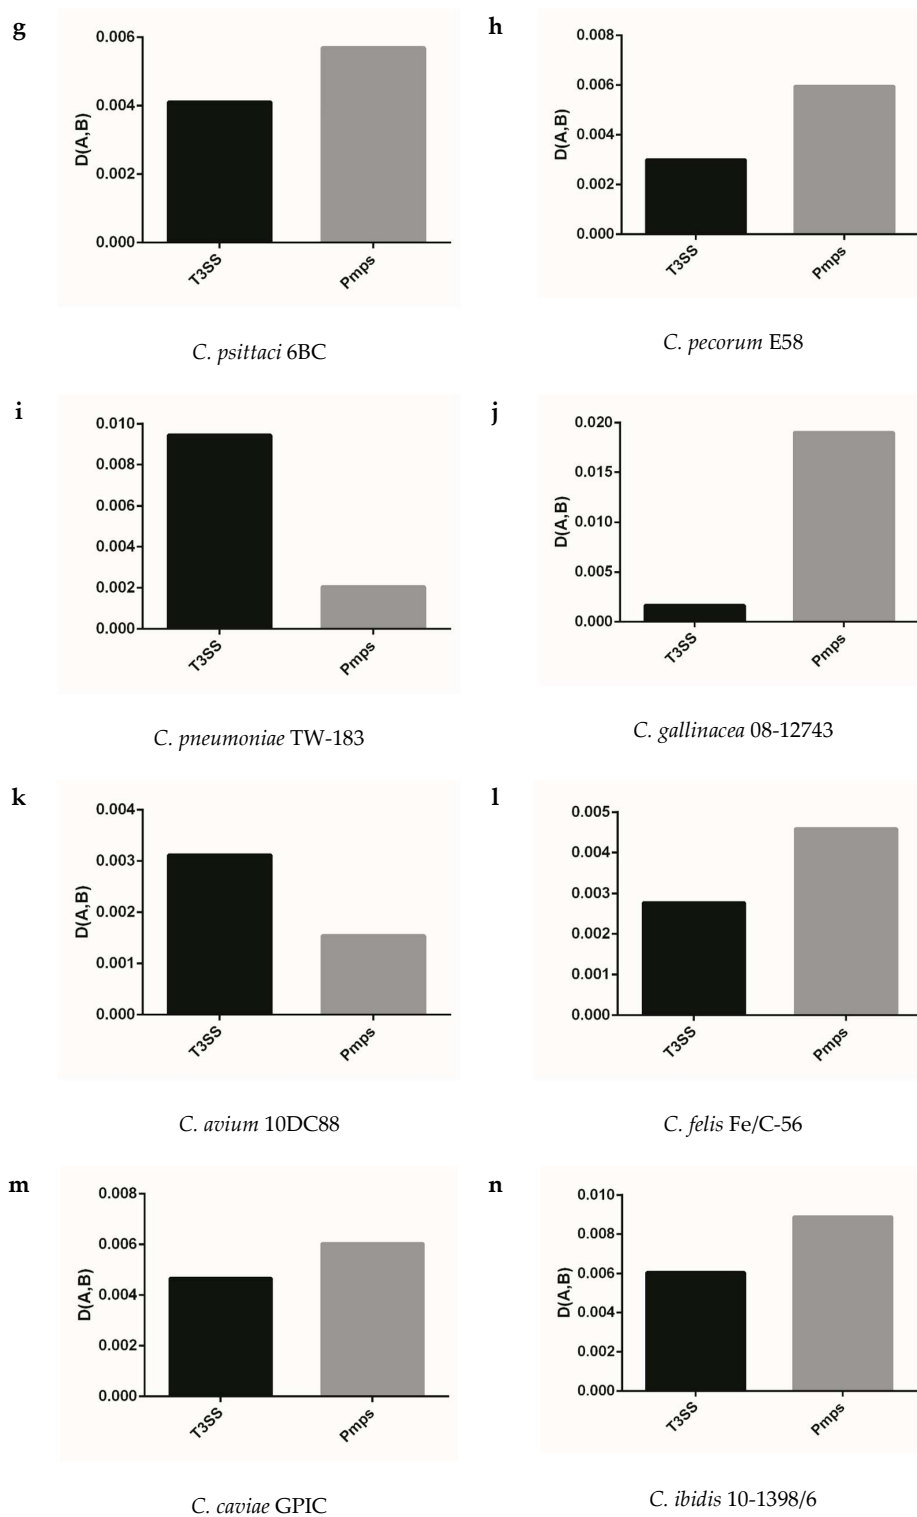 g
0.006
0.004
0.002
0.000
D(A,B)
T3SS
Pmps
C. psittaci 6BC
h
0.008
0.006
0.004
0.002
0.000
D(A,B)
T3SS
Pmps
C. pecorum E58
i
0.010
0.008
0.006
0.004
0.002
0.000
T3SS
Pmps
C. pneumoniae TW-183
j
0.020
0.015
0.010
0.005
0.000
D(A,B)
T3SS
Pmps
C. gallinacea 08-12743
k
0.004
0.003
0.002
0.001
0.000
D(A,B)
T3SS
Pmps
C. avium 10DC88
l
0.005
0.004
0.003
0.002
0.001
0.000
T3SS
Pmps
C. felis Fe/C-56
m
0.008
0.006
0.004
0.002
0.000
D(A,B)
T3SS
Pmps
C. caviae GPIC
n
0.010
0.008
0.006
0.004
0.002
0.000
D(A,B)
T3SS
Pmps
C. ibidis 10-1398/6